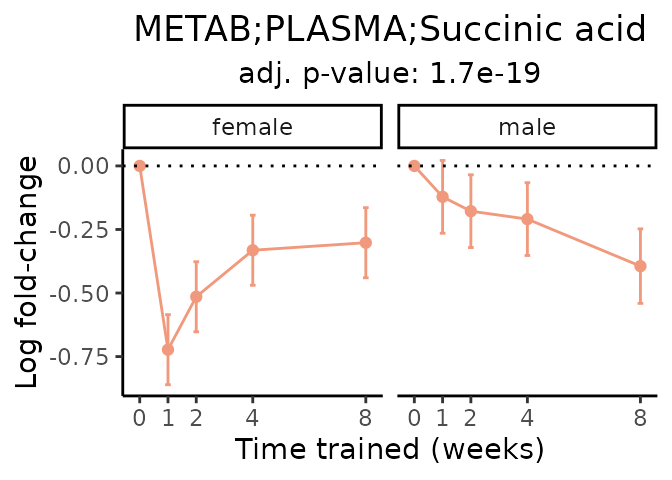 METAB;PLASMA;Succinic acid
adj. p-value: 1.7e-19
female male
Log fold-change
0.00
-0.25
-0.50
-0.75
0 1 2 4 8 0 1 2 4 8
Time trained (weeks)